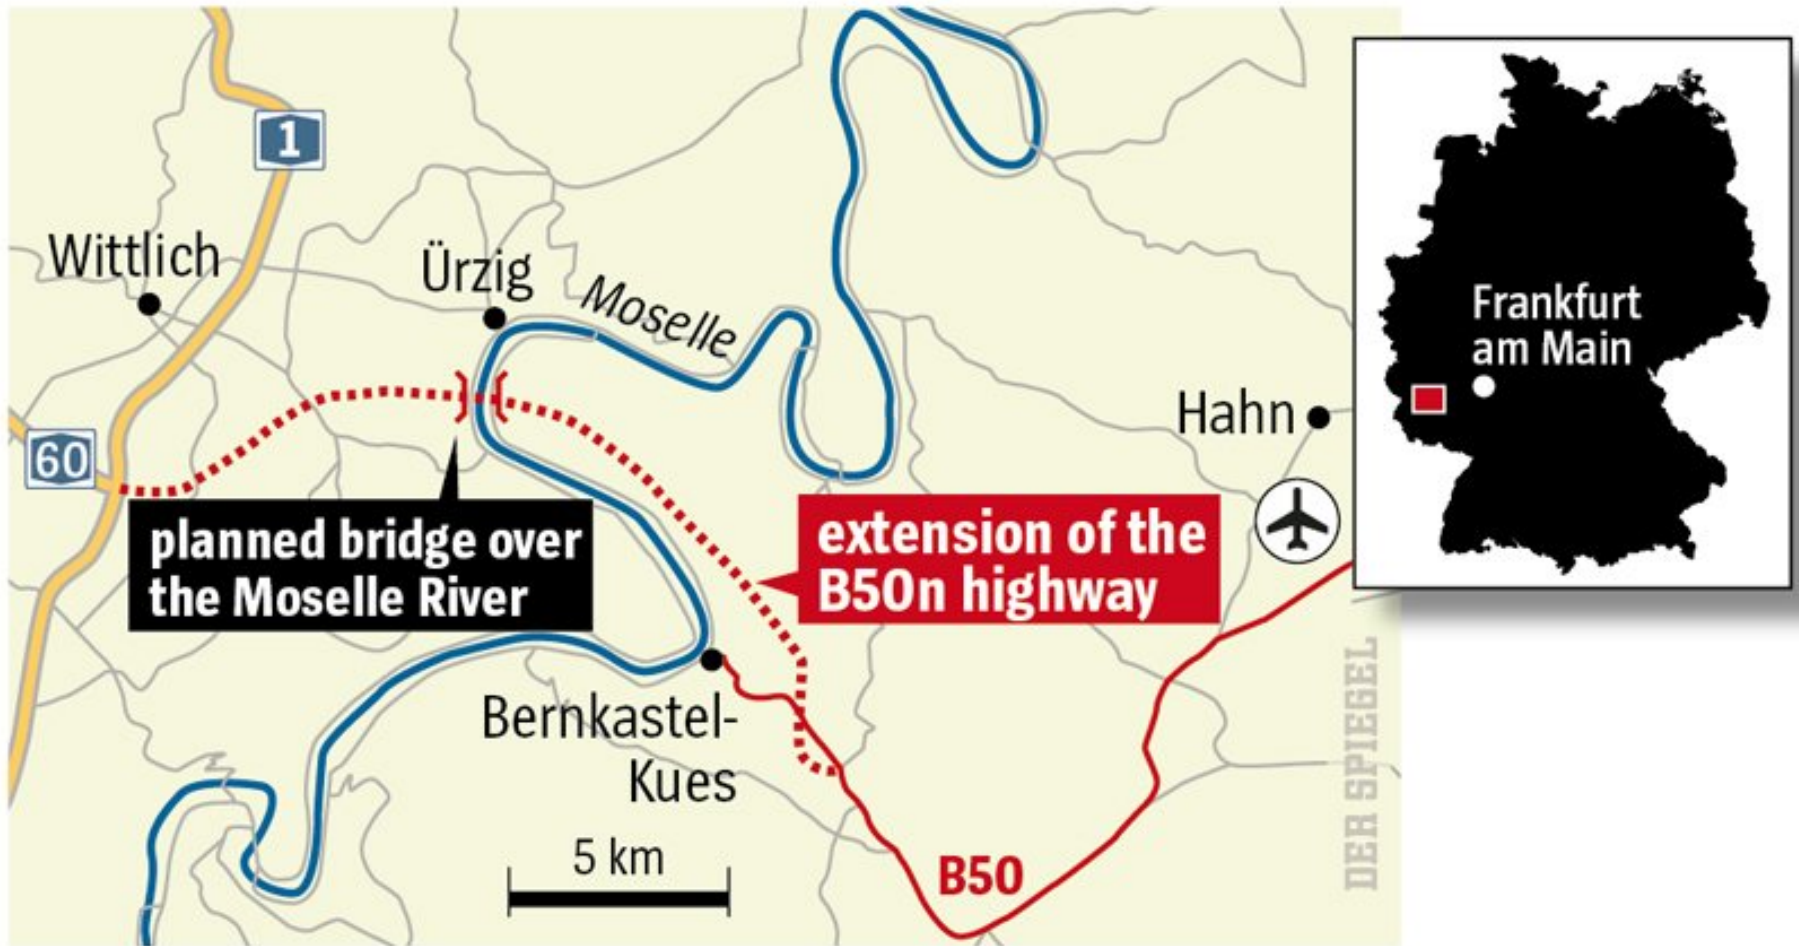 1
Wittlich
Ürzig
Moselle
60
planned bridge over
the Moselle River
Hahn
extension of the
B50n highway
Bernkastel-
Kues
5 km
B50
DER SPIEGEL
Frankfurt
am Main